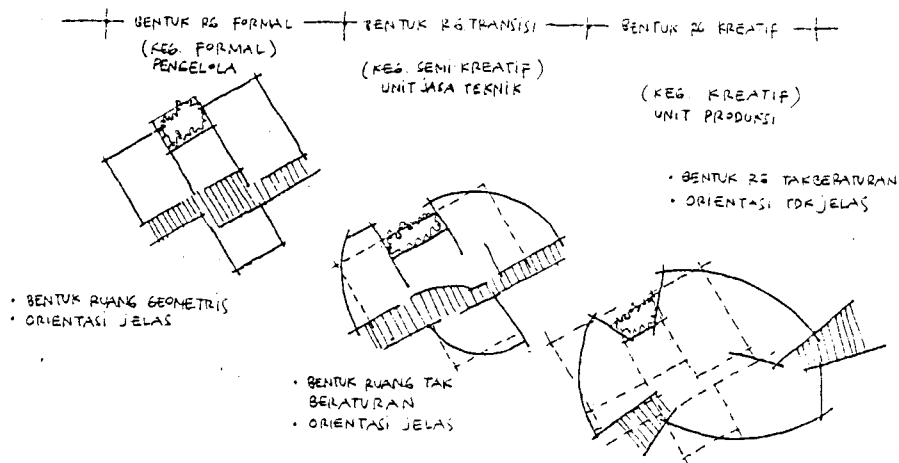 BENTUK RG FORMAL
(KEG. FORMAL)
PENGELOLA
BENTUK RG TRANSISI
(KEG. SEMI KREATIF)
UNIT JASA TEKNIK
BENTUK RG KREATIF
(KEG. KREATIF)
UNIT PRODUKSI
• BENTUK RG TAKBERATURAN
• ORIENTASI TDK JELAS
• BENTUK RUANG GEOMETRIS
• ORIENTASI JELAS
• BENTUK RUANG TAK
BERATURAN
• ORIENTASI JELAS